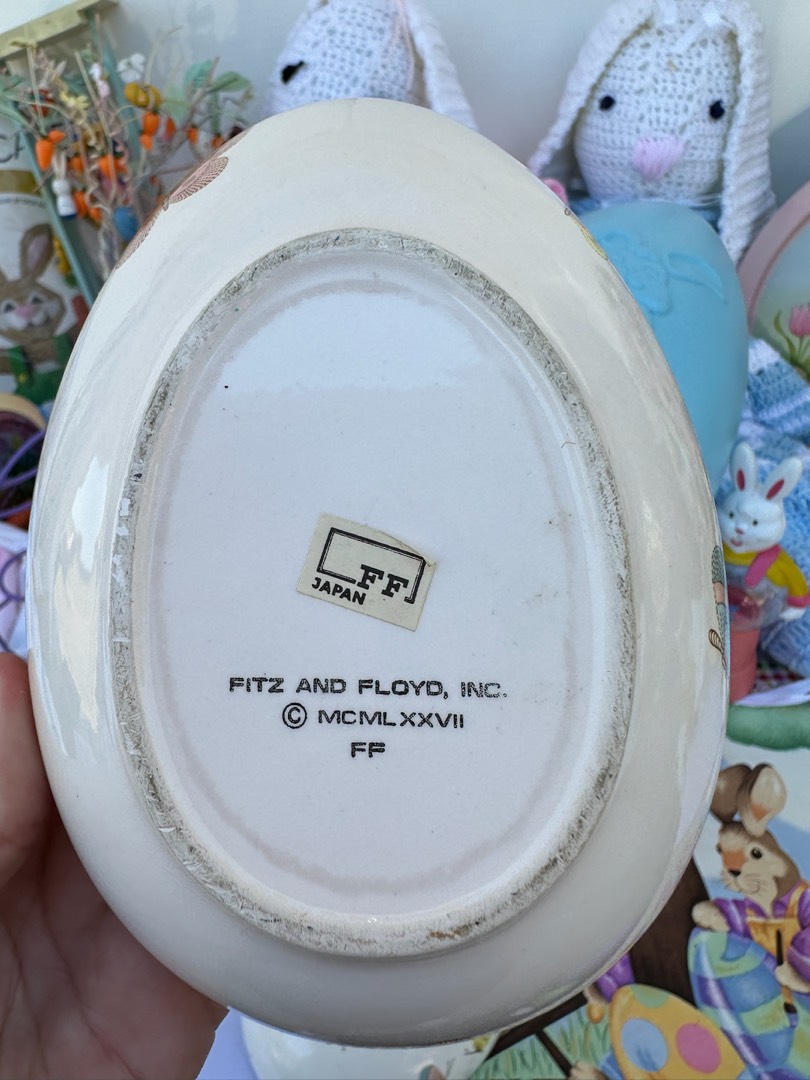 FF
JAPAN
FITZ AND FLOYD, INC.
© MCMLXXVII
FF